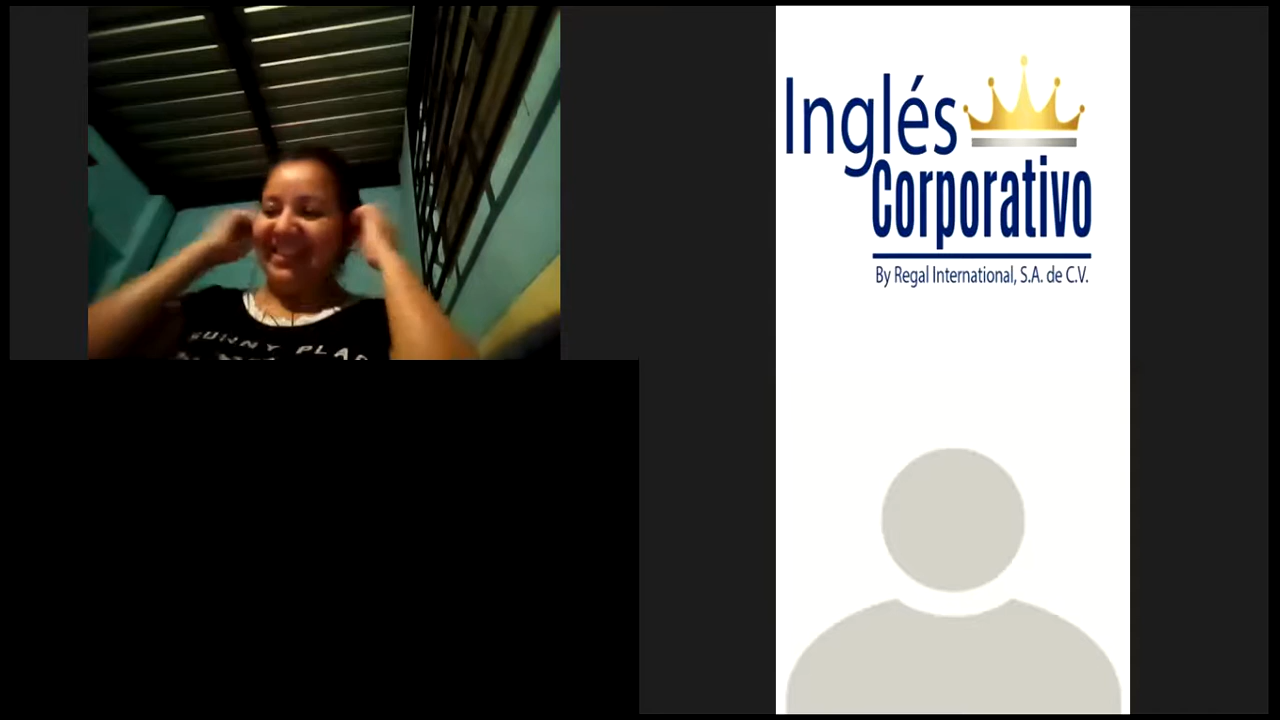 Inglés
Corporativo
By Regal International, S.A. de C.V.